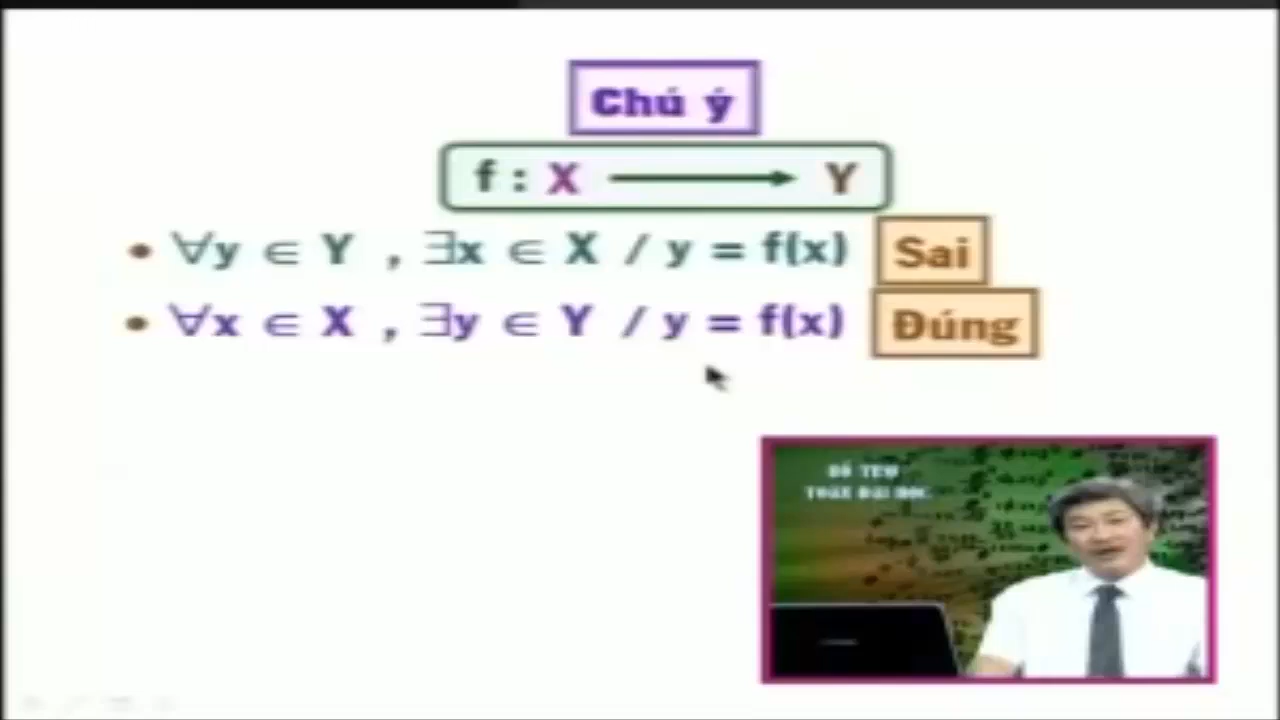 Chú ý
f : X ⟶ Y
• ∀y ∈ Y , ∃x ∈ X / y = f(x) Sai
• ∀x ∈ X , ∃y ∈ Y / y = f(x) Đúng